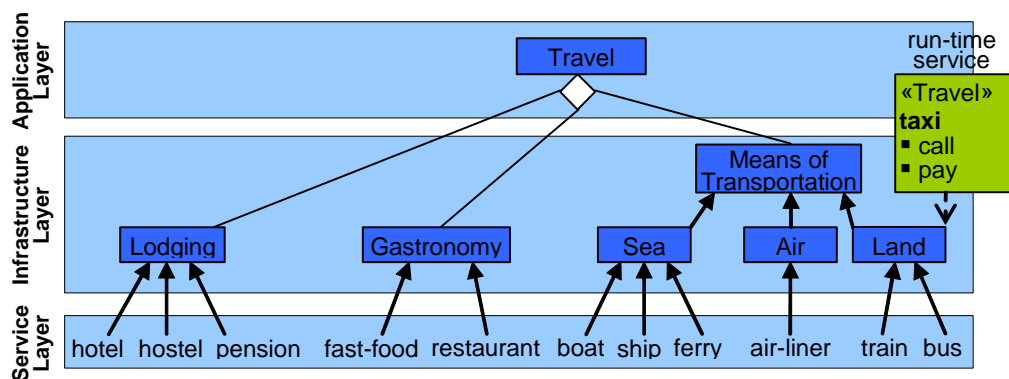 Application
Layer
Travel
run-time
service
«Travel»
taxi
▪ call
▪ pay
Infrastructure
Layer
Means of
Transportation
Lodging
Gastronomy
Sea
Air
Land
Service
Layer
hotel hostel pension fast-food restaurant boat ship ferry air-liner train bus